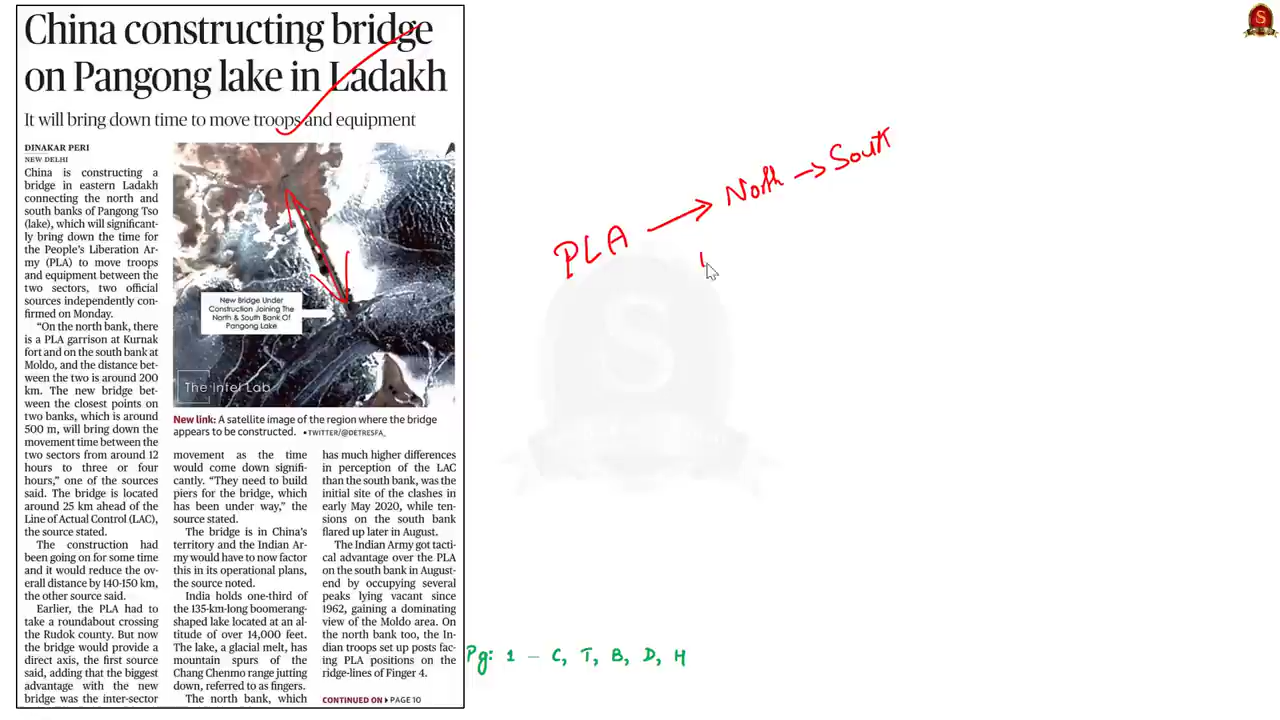 China constructing bridge
on Pangong lake in Ladakh
It will bring down time to move troops and equipment
DINAKAR PERI
NEW DELHI
China is constructing a
bridge in eastern Ladakh
connecting the north and
south banks of Pangong Tso
(lake), which will significant-
ly bring down the time for
the People's Liberation Ar-
my (PLA) to move troops
and equipment between the
two sectors, two official
sources independently con-
firmed on Monday.
"On the north bank, there
is a PLA garrison at Kurnak
fort and on the south bank at
Moldo, and the distance bet-
ween the two is around 200
km. The new bridge bet-
ween the closest points on
two banks, which is around
500 m, will bring down the
movement time between the
two sectors from around 12
hours to three or four
hours," one of the sources
said. The bridge is located
around 25 km ahead of the
Line of Actual Control (LAC),
the source stated.
The construction had
been going on for some time
and it would reduce the ov-
erall distance by 140-150 km,
the other source said.
Earlier, the PLA had to
take a roundabout crossing
the Rudok county. But now
the bridge would provide a
direct axis, the first source
said, adding that the biggest
advantage with the new
bridge was the inter-sector
New Bridge Under
Construction Joining The
North & South Bank Of
Pangong Lake
The Intel Lab
New link: A satellite image of the region where the bridge
appears to be constructed. •TWITTER/@DETRESFA_
movement as the time
would come down signifi-
cantly. "They need to build
piers for the bridge, which
has been under way," the
source stated.
The bridge is in China's
territory and the Indian Ar-
my would have to now factor
this in its operational plans,
the source noted.
India holds one-third of
the 135-km-long boomerang-
shaped lake located at an al-
titude of over 14,000 feet.
The lake, a glacial melt, has
mountain spurs of the
Chang Chenmo range jutting
down, referred to as fingers.
The north bank, which
has much higher differences
in perception of the LAC
than the south bank, was the
initial site of the clashes in
early May 2020, while ten-
sions on the south bank
flared up later in August.
The Indian Army got tacti-
cal advantage over the PLA
on the south bank in August-
end by occupying several
peaks lying vacant since
1962, gaining a dominating
view of the Moldo area. On
the north bank too, the In-
dian troops set up posts fac-
ing PLA positions on the
ridge-lines of Finger 4.
CONTINUED ON ▸ PAGE 10
PLA → North → South
S
Pg: 1 – C, T, B, D, H